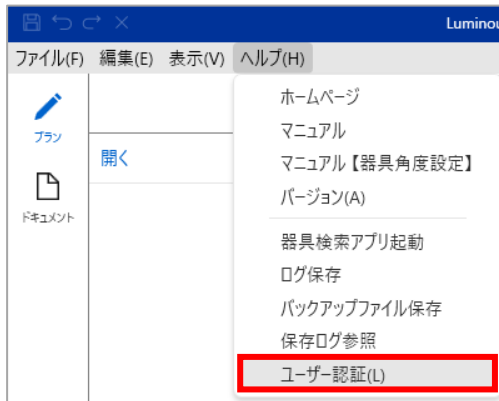 Luminou
ファイル(F) 編集(E) 表示(V) ヘルプ(H)
プラン
ドキュメント
開く
ホームページ
マニュアル
マニュアル【器具角度設定】
バージョン(A)
器具検索アプリ起動
ログ保存
バックアップファイル保存
保存ログ参照
ユーザー認証(L)